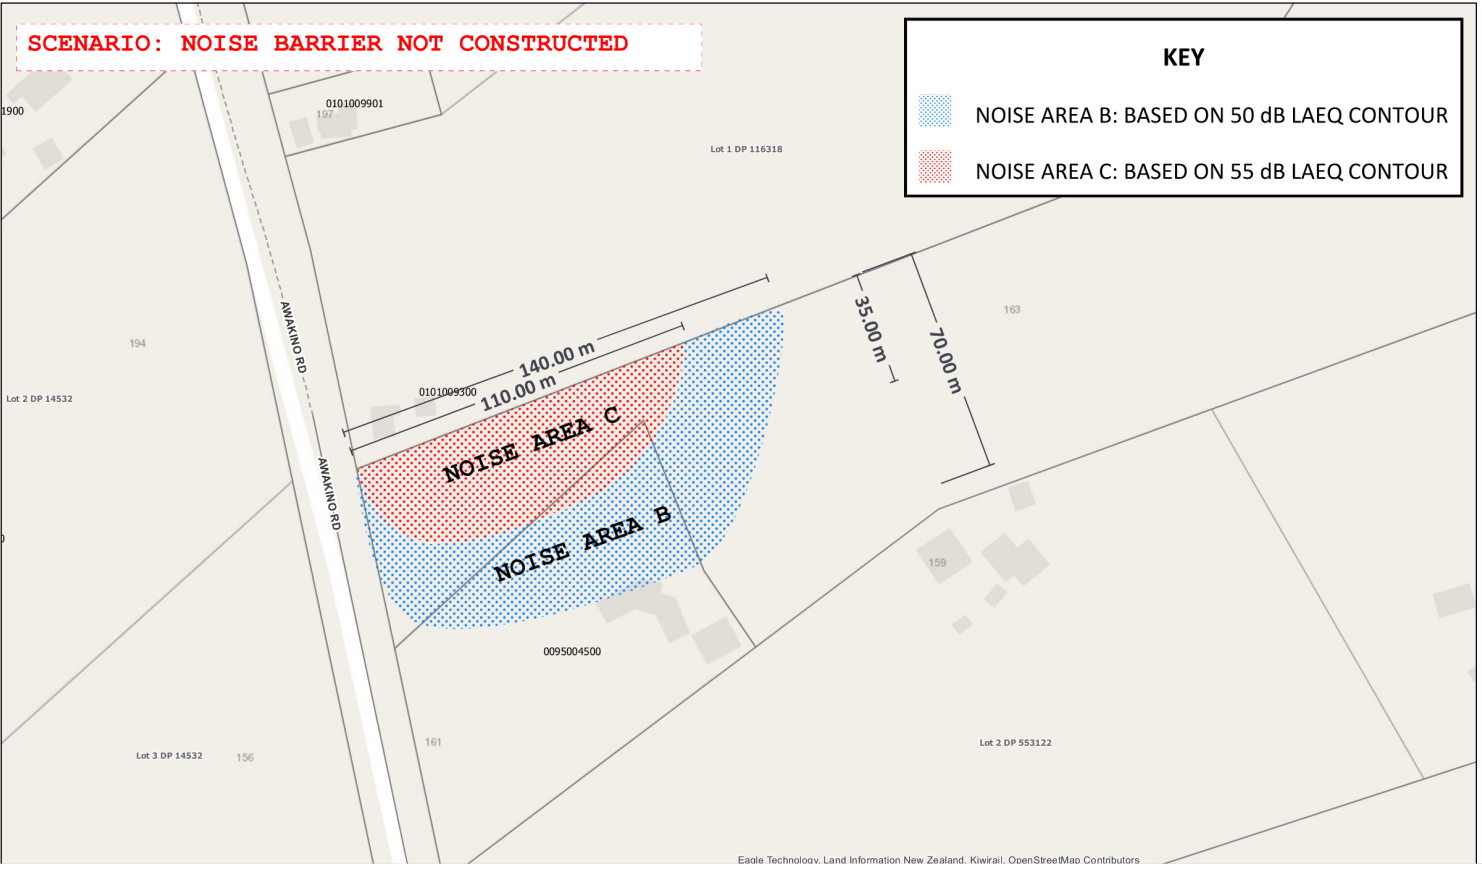 SCENARIO: NOISE BARRIER NOT CONSTRUCTED
KEY
NOISE AREA B: BASED ON 50 dB LAEQ CONTOUR
NOISE AREA C: BASED ON 55 dB LAEQ CONTOUR
1900
0101009901
197
Lot 1 DP 116318
AWAKINO RD
194
163
35.00 m
70.00 m
140.00 m
110.00 m
0101009300
Lot 2 DP 14532
NOISE AREA C
AWAKINO RD
NOISE AREA B
159
0095004500
161
Lot 3 DP 14532
156
Lot 2 DP 553122
Eagle Technology, Land Information New Zealand, Kiwirail, OpenStreetMap Contributors